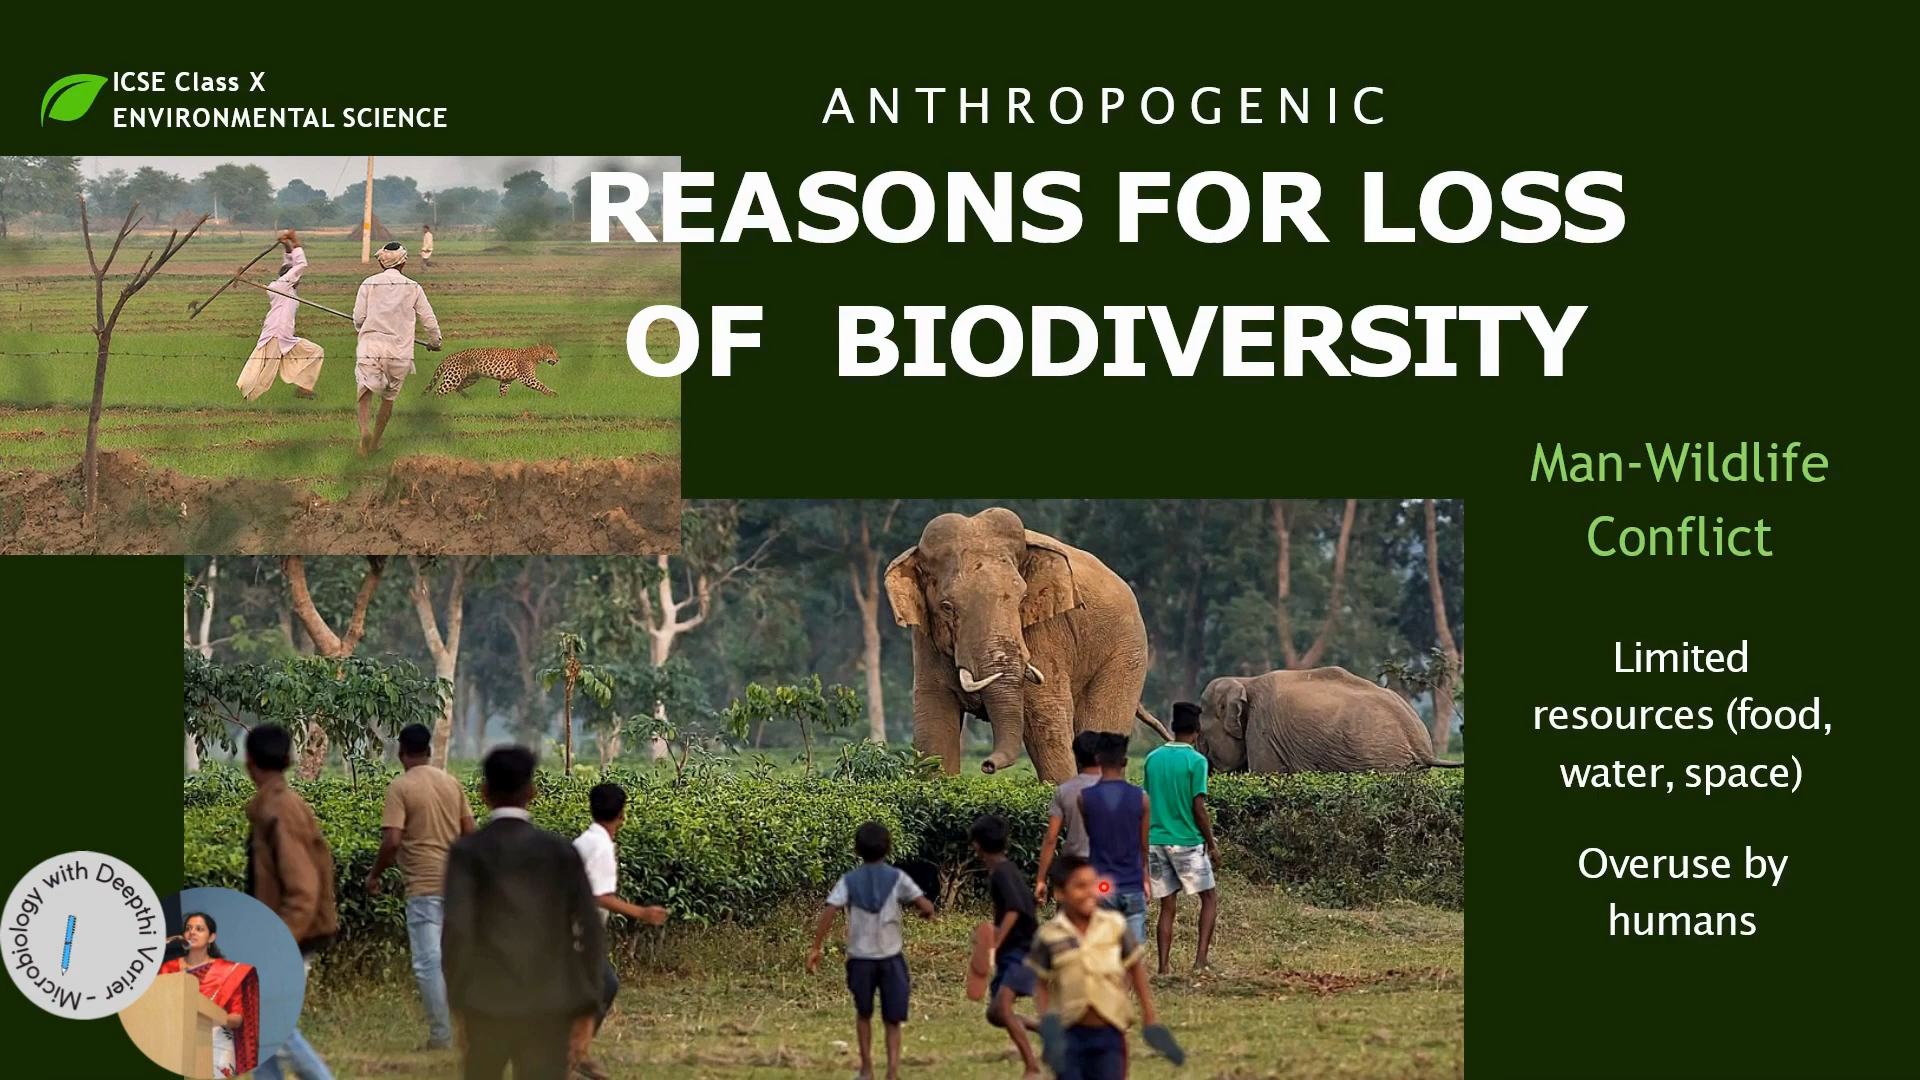 ICSE Class X
ENVIRONMENTAL SCIENCE
ANTHROPOGENIC
REASONS FOR LOSS
OF BIODIVERSITY
Man-Wildlife
Conflict
Limited
resources (food,
water, space)
Overuse by
humans
Microbiology with Deepthi Varier -